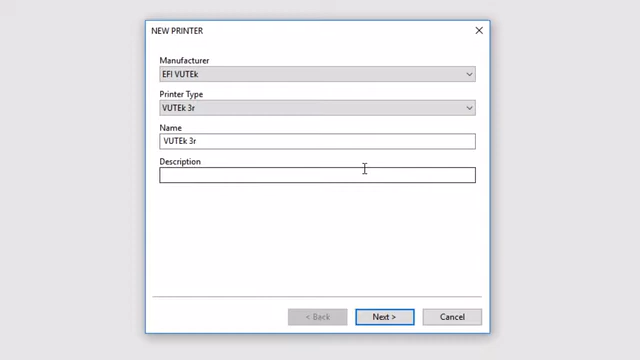 NEW PRINTER
Manufacturer
EFI VUTEk
Printer Type
VUTEk 3r
Name
VUTEk 3r
Description
< Back
Next >
Cancel